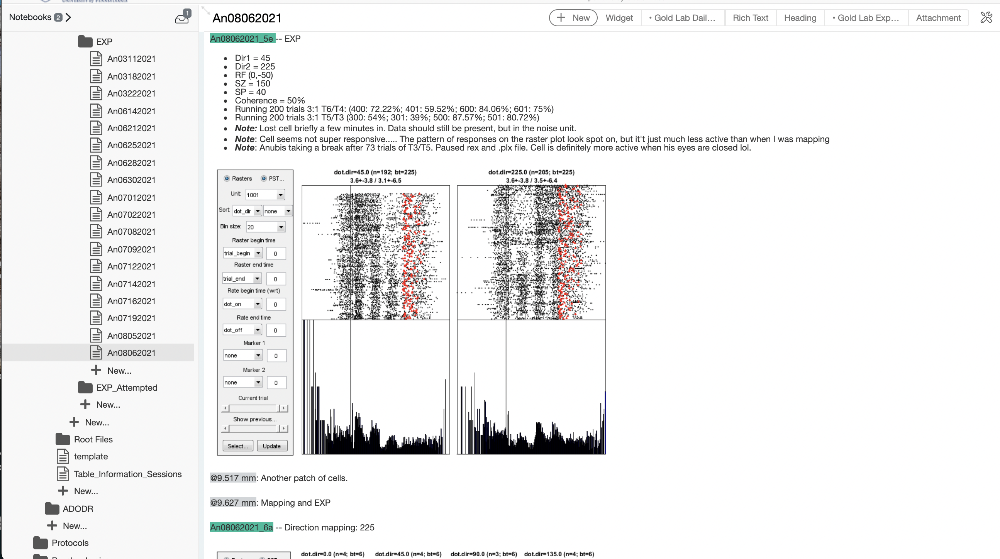 UNIVERSITY of PENNSYLVANIA
Notebooks 2
1
An08062021
New
Widget
• Gold Lab Dail...
Rich Text
Heading
• Gold Lab Exp...
Attachment
EXP
An03112021
An03182021
An03222021
An06142021
An06212021
An06252021
An06282021
An06302021
An07012021
An07022021
An07082021
An07092021
An07122021
An07142021
An07162021
An07192021
An08052021
An08062021
New...
EXP_Attempted
New...
New...
Root Files
template
Table_Information_Sessions
New...
ADODR
New...
Protocols
An08062021_5e -- EXP
• Dir1 = 45
• Dir2 = 225
• RF (0,-50)
• SZ = 150
• SP = 40
• Coherence = 50%
• Running 200 trials 3:1 T6/T4: (400: 72.22%; 401: 59.52%; 600: 84.06%; 601: 75%)
• Running 200 trials 3:1 T5/T3 (300: 54%; 301: 39%; 500: 87.57%; 501: 80.72%)
• Note: Lost cell briefly a few minutes in. Data should still be present, but in the noise unit.
• Note: Cell seems not super responsive..... The pattern of responses on the raster plot look spot on, but it't just much less active than when I was mapping
• Note: Anubis taking a break after 73 trials of T3/T5. Paused rex and .plx file. Cell is definitely more active when his eyes are closed lol.
Rasters PST...
Unit: 1001
Sort: dot_dir none
Bin size: 20
Raster begin time
trial_begin 0
Raster end time
trial_end 0
Rate begin time (wrt)
dot_on 0
Rate end time
dot_off 0
Marker 1
none 0
Marker 2
none 0
Current trial
Show previous...
Select... Update
dot.dir=45.0 (n=192; bt=225)
3.6+-3.8 / 3.1+-6.5
dot.dir=225.0 (n=205; bt=225)
3.6+-3.8 / 3.5+-6.4
@9.517 mm: Another patch of cells.
@9.627 mm: Mapping and EXP
An08062021_6a -- Direction mapping: 225
dot.dir=0.0 (n=4; bt=6)
dot.dir=45.0 (n=4; bt=6)
dot.dir=90.0 (n=3; bt=6)
dot.dir=135.0 (n=4; bt=6)